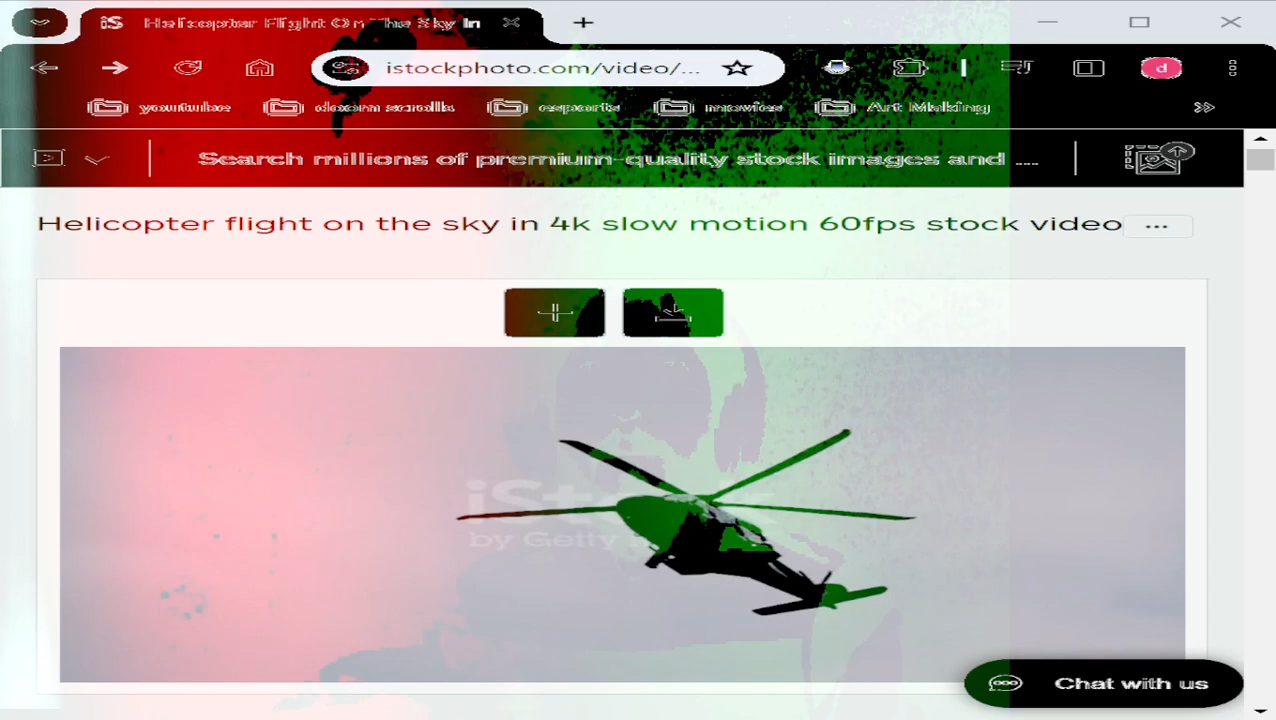 iS Helicopter Flight On The Sky In
istockphoto.com/video/...
d
youtube doom scrolls esports movies Art Making
Search millions of premium-quality stock images and ...
Helicopter flight on the sky in 4k slow motion 60fps stock video
iStock
by Getty
Chat with us